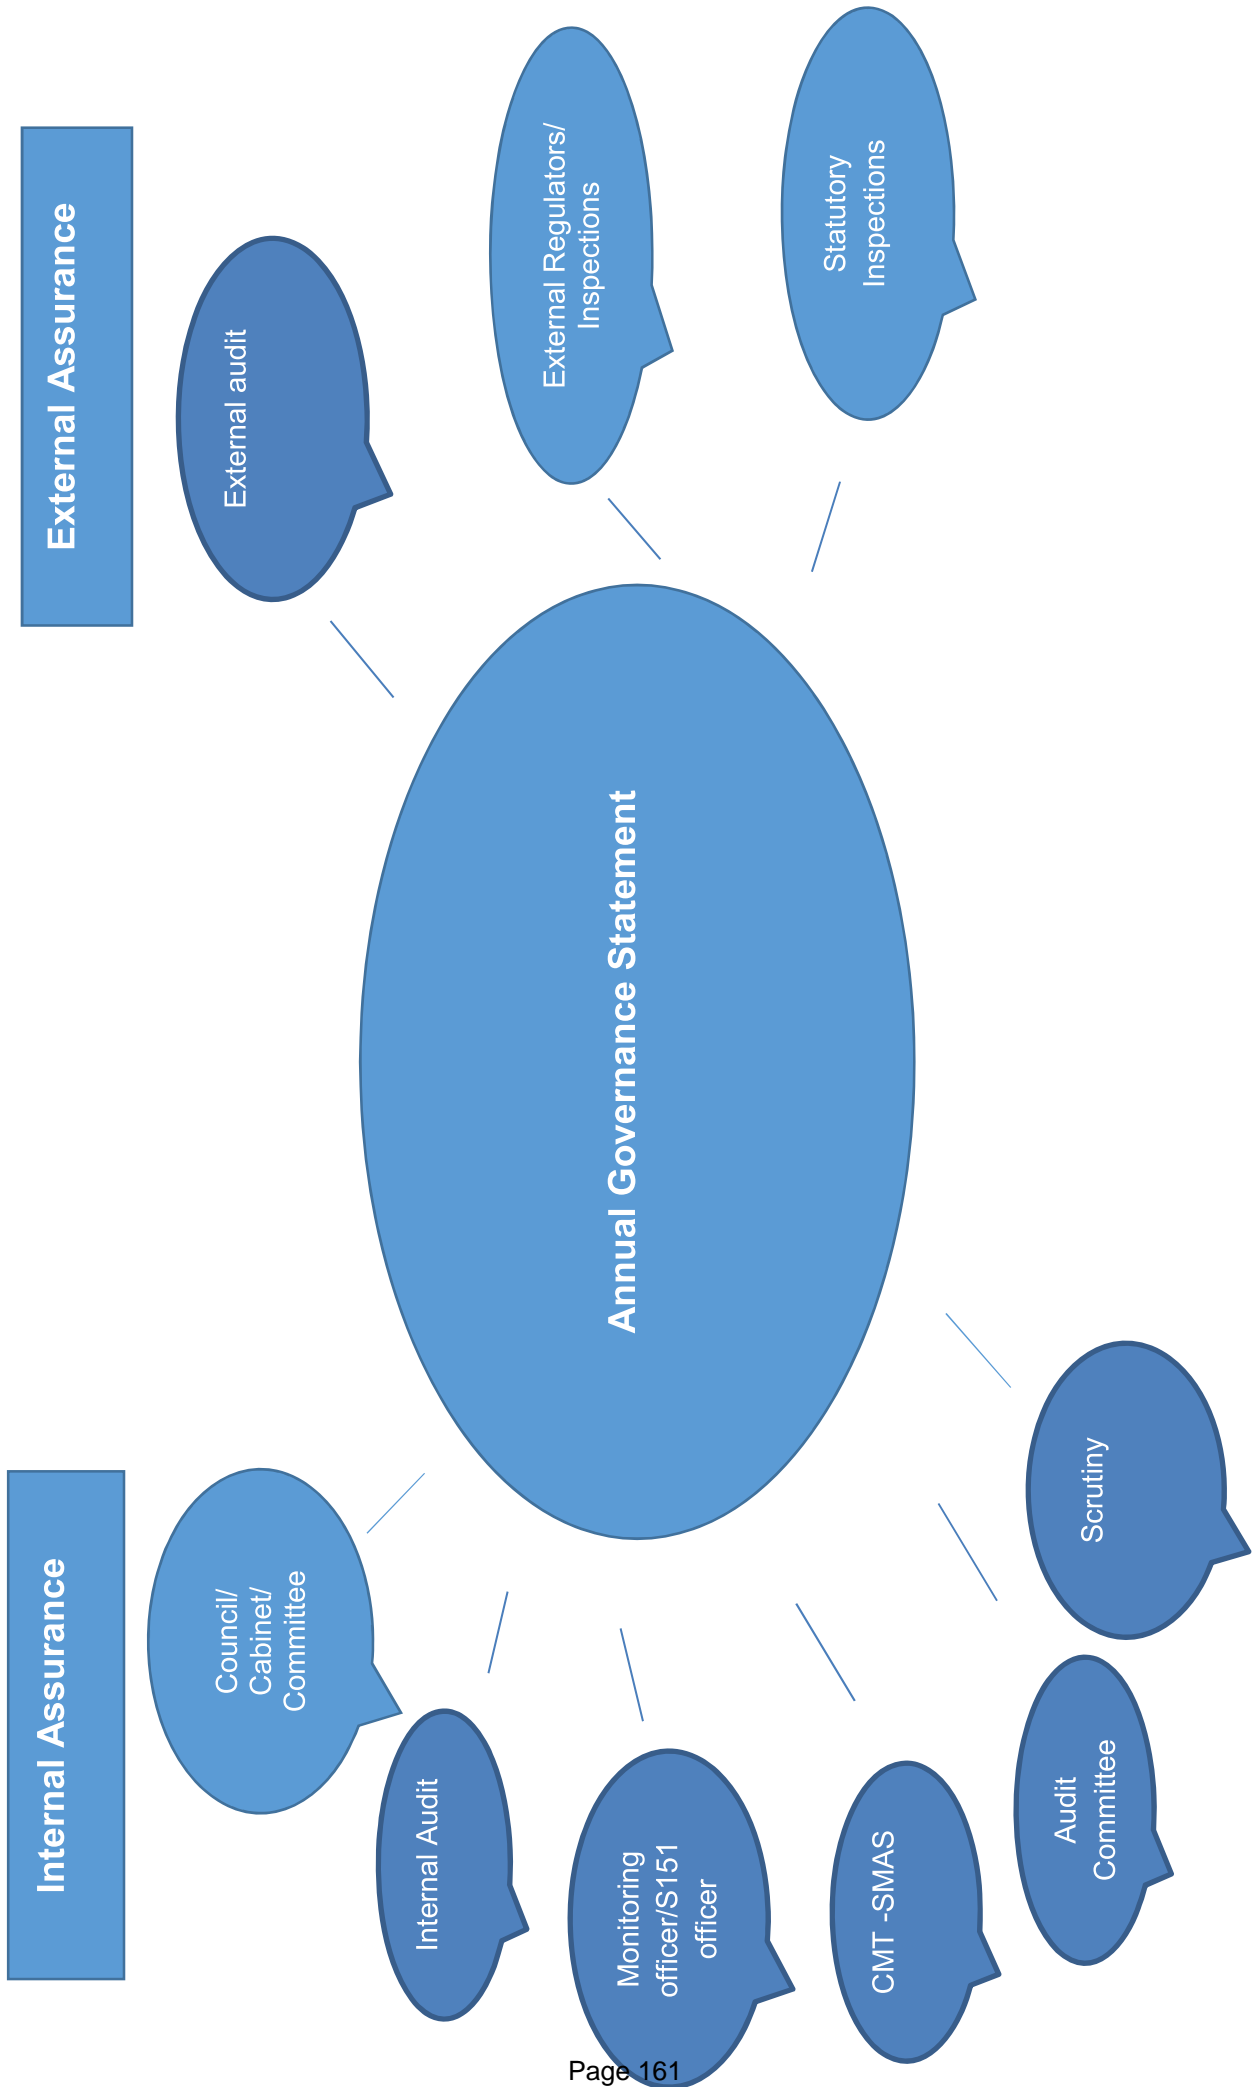 Internal Assurance
External Assurance
Council/
Cabinet/
Committee
External audit
Internal Audit
Annual Governance Statement
External Regulators/
Inspections
Monitoring
officer/S151
officer
Statutory
Inspections
CMT -SMAS
Audit
Committee
Scrutiny
Page 161